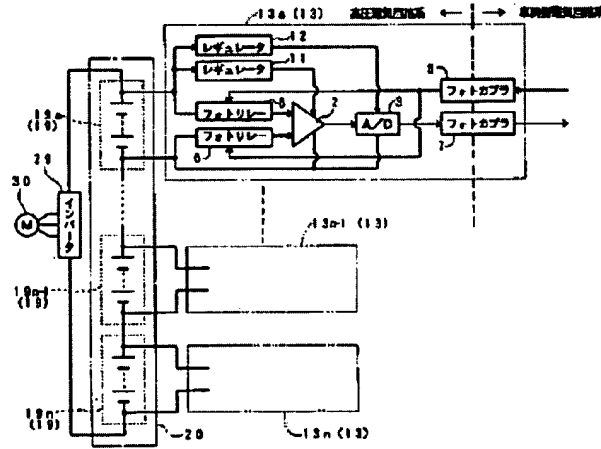 13a (13)
高圧電気回路系
車両用電気回路系
12
レギュレータ
11
レギュレータ
8
フォトカプラ
フォトリレー
2
3
A/D
フォトカプラ
7
フォトリレー
6
19a
(19)
29
30
M
インバータ
13n-1 (13)
19n-1
(19)
19n
(19)
20
13n (13)